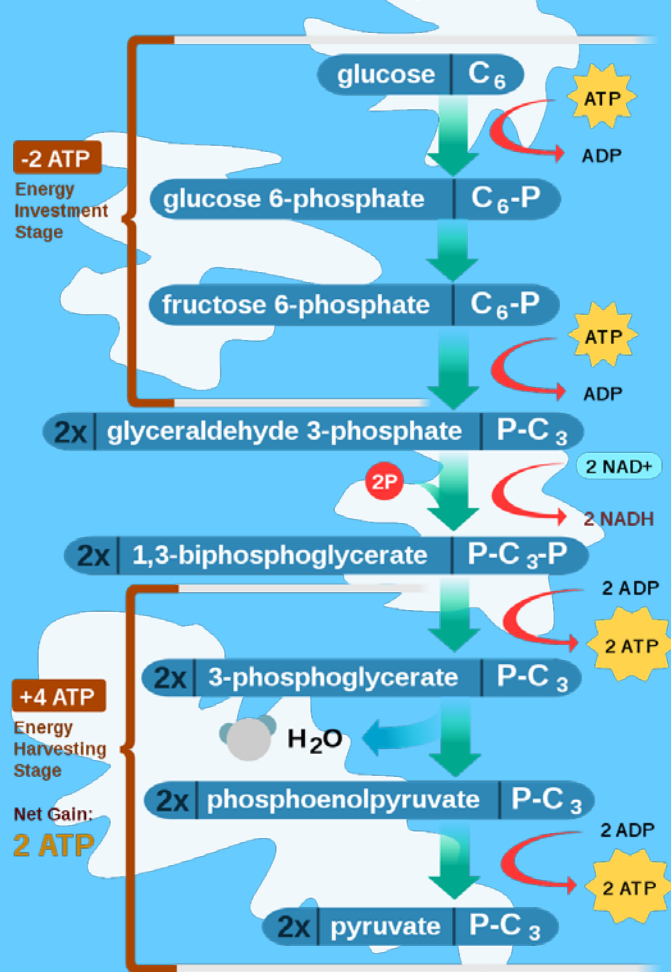 glucose C6
ATP
ADP
-2 ATP
Energy
Investment
Stage
glucose 6-phosphate C6-P
fructose 6-phosphate C6-P
ATP
ADP
2x glyceraldehyde 3-phosphate P-C3
2P
2 NAD+
2 NADH
2x 1,3-biphosphoglycerate P-C3-P
2 ADP
2 ATP
+4 ATP
Energy
Harvesting
Stage
Net Gain:
2 ATP
2x 3-phosphoglycerate P-C3
H2O
2x phosphoenolpyruvate P-C3
2 ADP
2 ATP
2x pyruvate P-C3